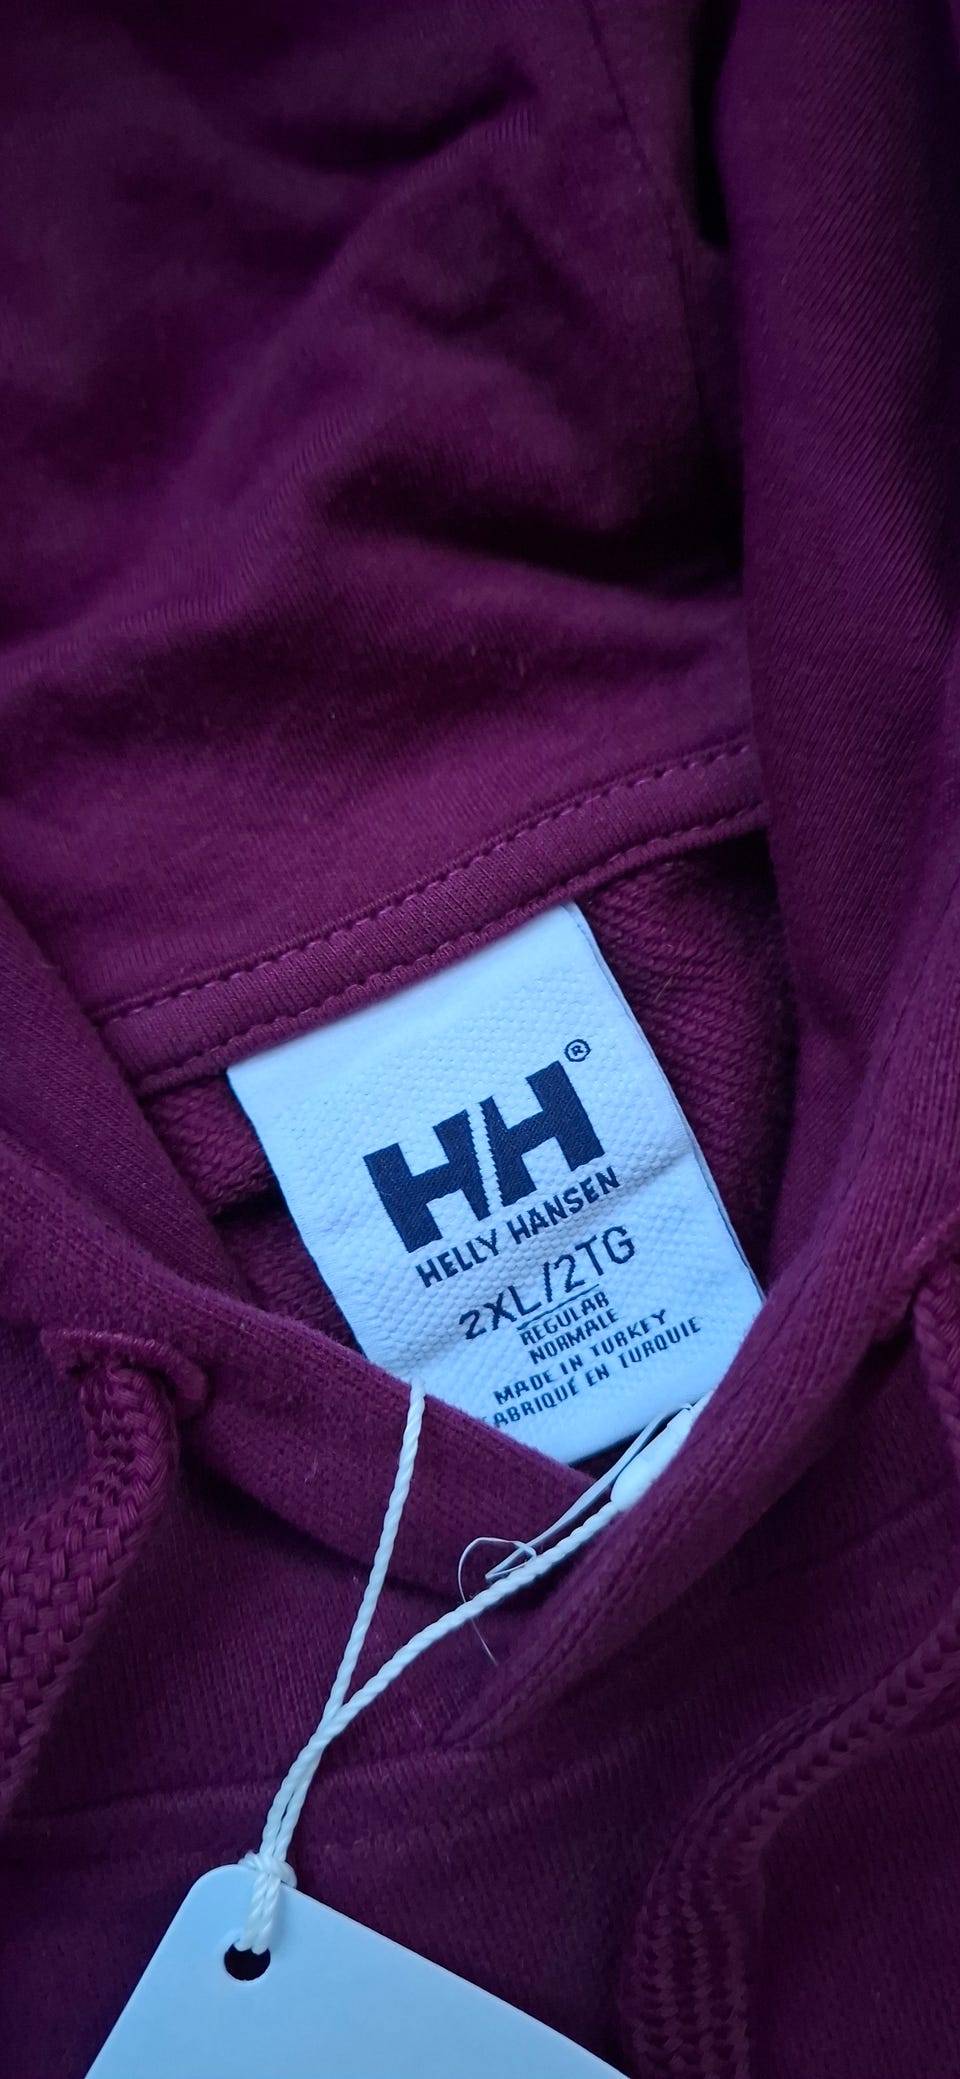 HH®
HELLY HANSEN
2XL/2TG
REGULAR
NORMALE
MADE IN TURKEY
FABRIQUÉ EN TURQUIE